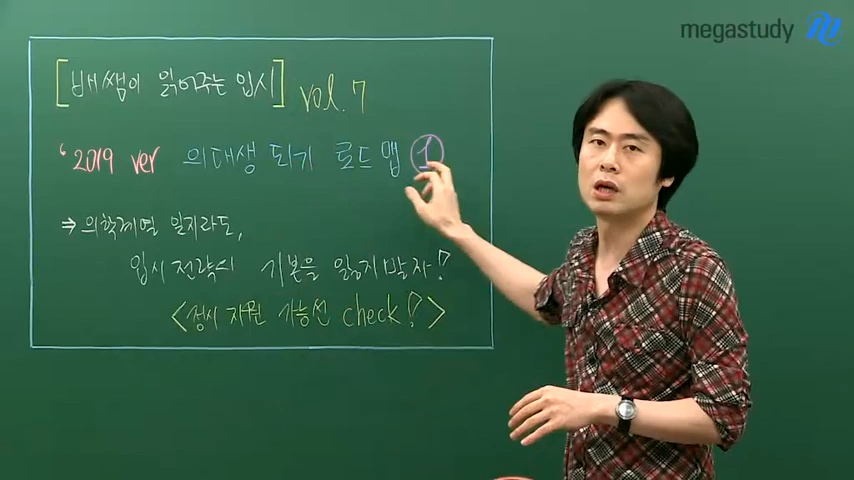 megastudy
[배쌤이 읽어주는 입시] vol. 7
'2019 ver 의대생 되기 로드맵 ①
⇒ 의학계열 일지라도,
입시전략의 기본을 잃지말자!
<정시 지원 가능선 check!>